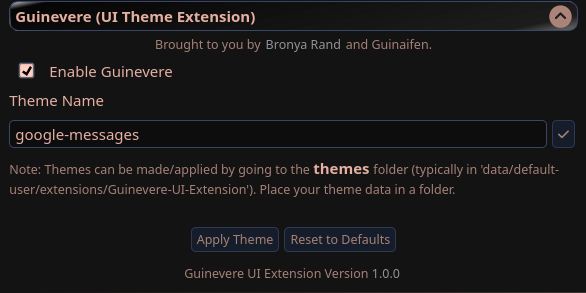 Guinevere (UI Theme Extension)
Brought to you by Bronya Rand and Guinaifen.
Enable Guinevere
Theme Name
google-messages
Note: Themes can be made/applied by going to the themes folder (typically in 'data/default-
user/extensions/Guinevere-UI-Extension'). Place your theme data in a folder.
Apply Theme Reset to Defaults
Guinevere UI Extension Version 1.0.0